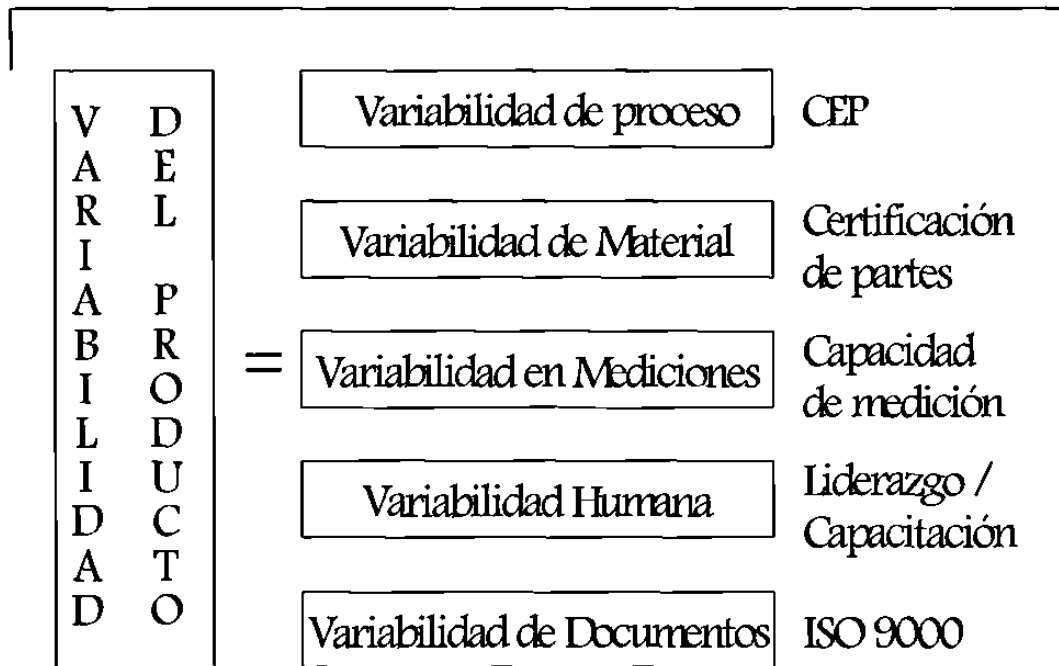 VARIABILIDAD
DEL PRODUCTO
=
Variabilidad de proceso
CEP
Variabilidad de Material
Certificación
de partes
Variabilidad en Mediciones
Capacidad
de medición
Variabilidad Humana
Liderazgo /
Capacitación
Variabilidad de Documentos
ISO 9000